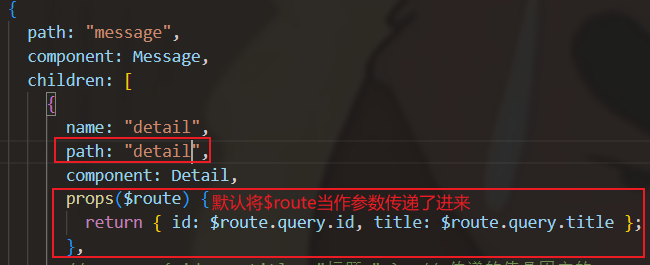 {
path: "message",
component: Message,
children: [
{
name: "detail",
path: "detail",
component: Detail,
props($route) { 默认将$route当作参数传递了进来
return { id: $route.query.id, title: $route.query.title };
},